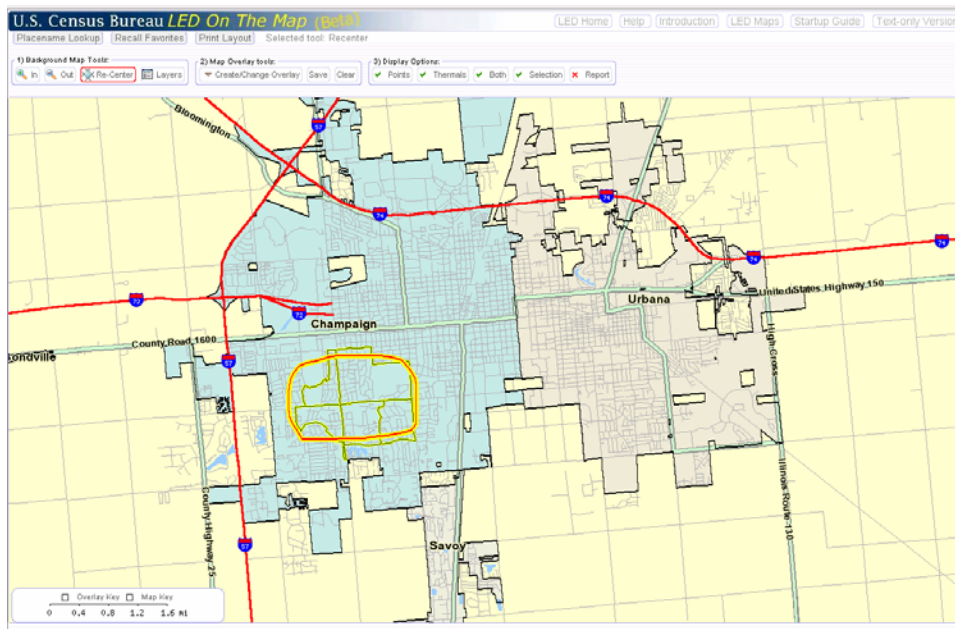 U.S. Census Bureau LED On The Map (Beta)
LED Home Help Introduction LED Maps Startup Guide Text-only Versio
Placename Lookup Recall Favorites Print Layout Selected tool: Recenter
1) Background Map Tools: 2) Map Overlay tools: 3) Display Options:
In Out Re-Center Layers Create/Change Overlay Save Clear Points Thermals Both Selection Report
Bloomington
57
74
74
74
74
72
United States Highway 150
Urbana
72
Champaign
County Road 1600
ondville
57
High Cross
County Highway 25
Illinois Route 130
57
Savoy
Overlay Key Map Key
0 0.4 0.8 1.2 1.6 mi